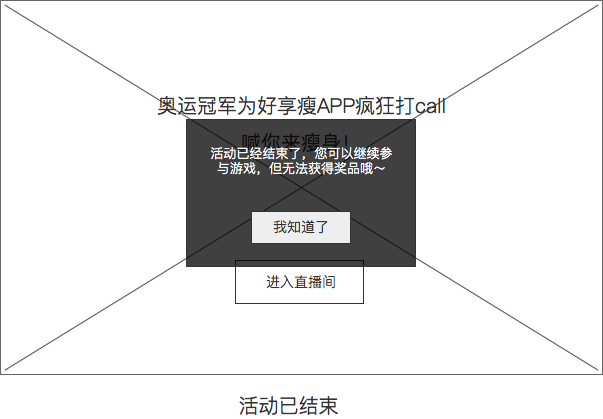 奥运冠军为好享瘦APP疯狂打call
喊你来瘦身！
活动已经结束了，您可以继续参
与游戏，但无法获得奖品哦～
我知道了
进入直播间
活动已结束